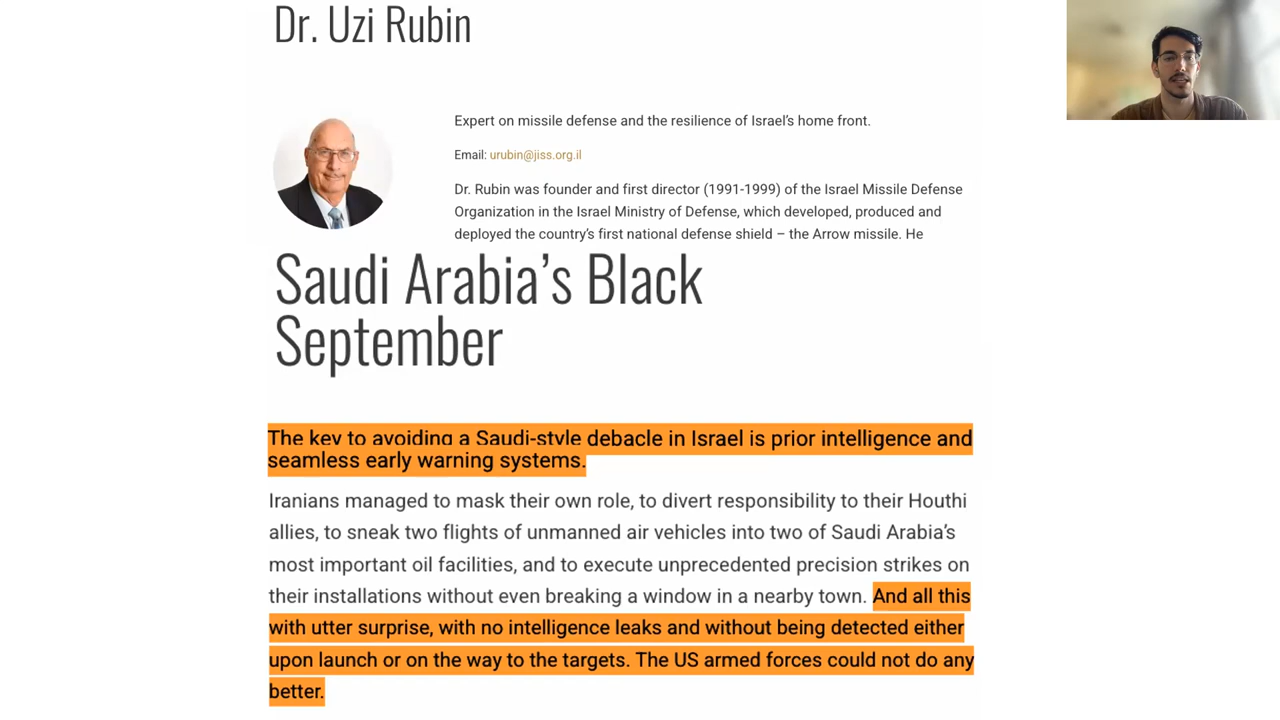 Dr. Uzi Rubin
Expert on missile defense and the resilience of Israel's home front.
Email: urubin@jiss.org.il
Dr. Rubin was founder and first director (1991-1999) of the Israel Missile Defense
Organization in the Israel Ministry of Defense, which developed, produced and
deployed the country's first national defense shield – the Arrow missile. He
Saudi Arabia's Black
September
The key to avoiding a Saudi-style debacle in Israel is prior intelligence and
seamless early warning systems.
Iranians managed to mask their own role, to divert responsibility to their Houthi
allies, to sneak two flights of unmanned air vehicles into two of Saudi Arabia's
most important oil facilities, and to execute unprecedented precision strikes on
their installations without even breaking a window in a nearby town. And all this
with utter surprise, with no intelligence leaks and without being detected either
upon launch or on the way to the targets. The US armed forces could not do any
better.